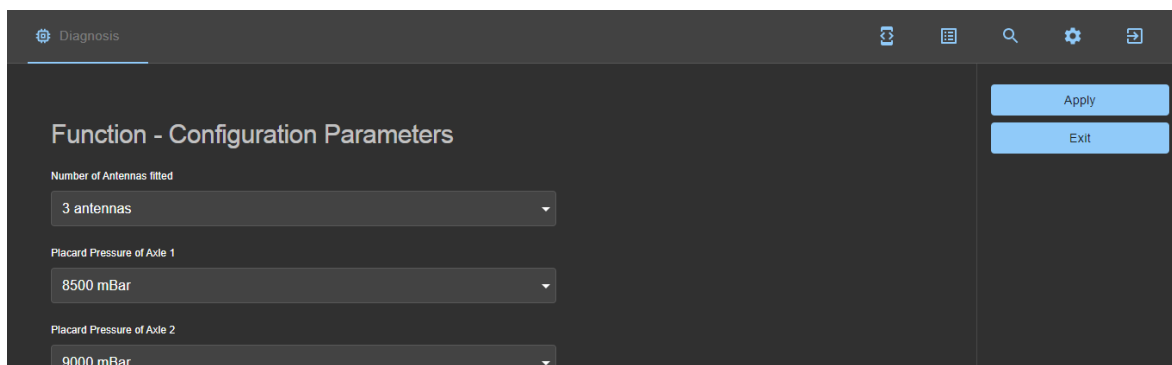 Diagnosis
Apply
Exit
Function - Configuration Parameters
Number of Antennas fitted
3 antennas
Placard Pressure of Axle 1
8500 mBar
Placard Pressure of Axle 2
9000 mBar